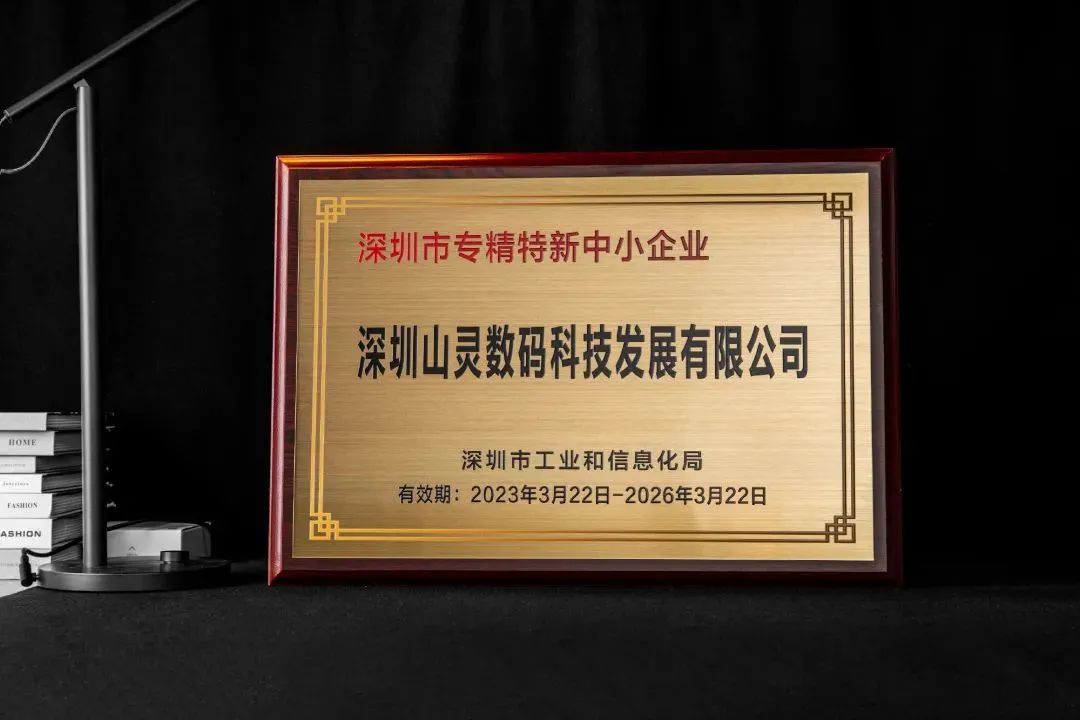 深圳市专精特新中小企业
深圳山灵数码科技发展有限公司
深圳市工业和信息化局
有效期：2023年3月22日-2026年3月22日
HOME
FASHION
ASHION